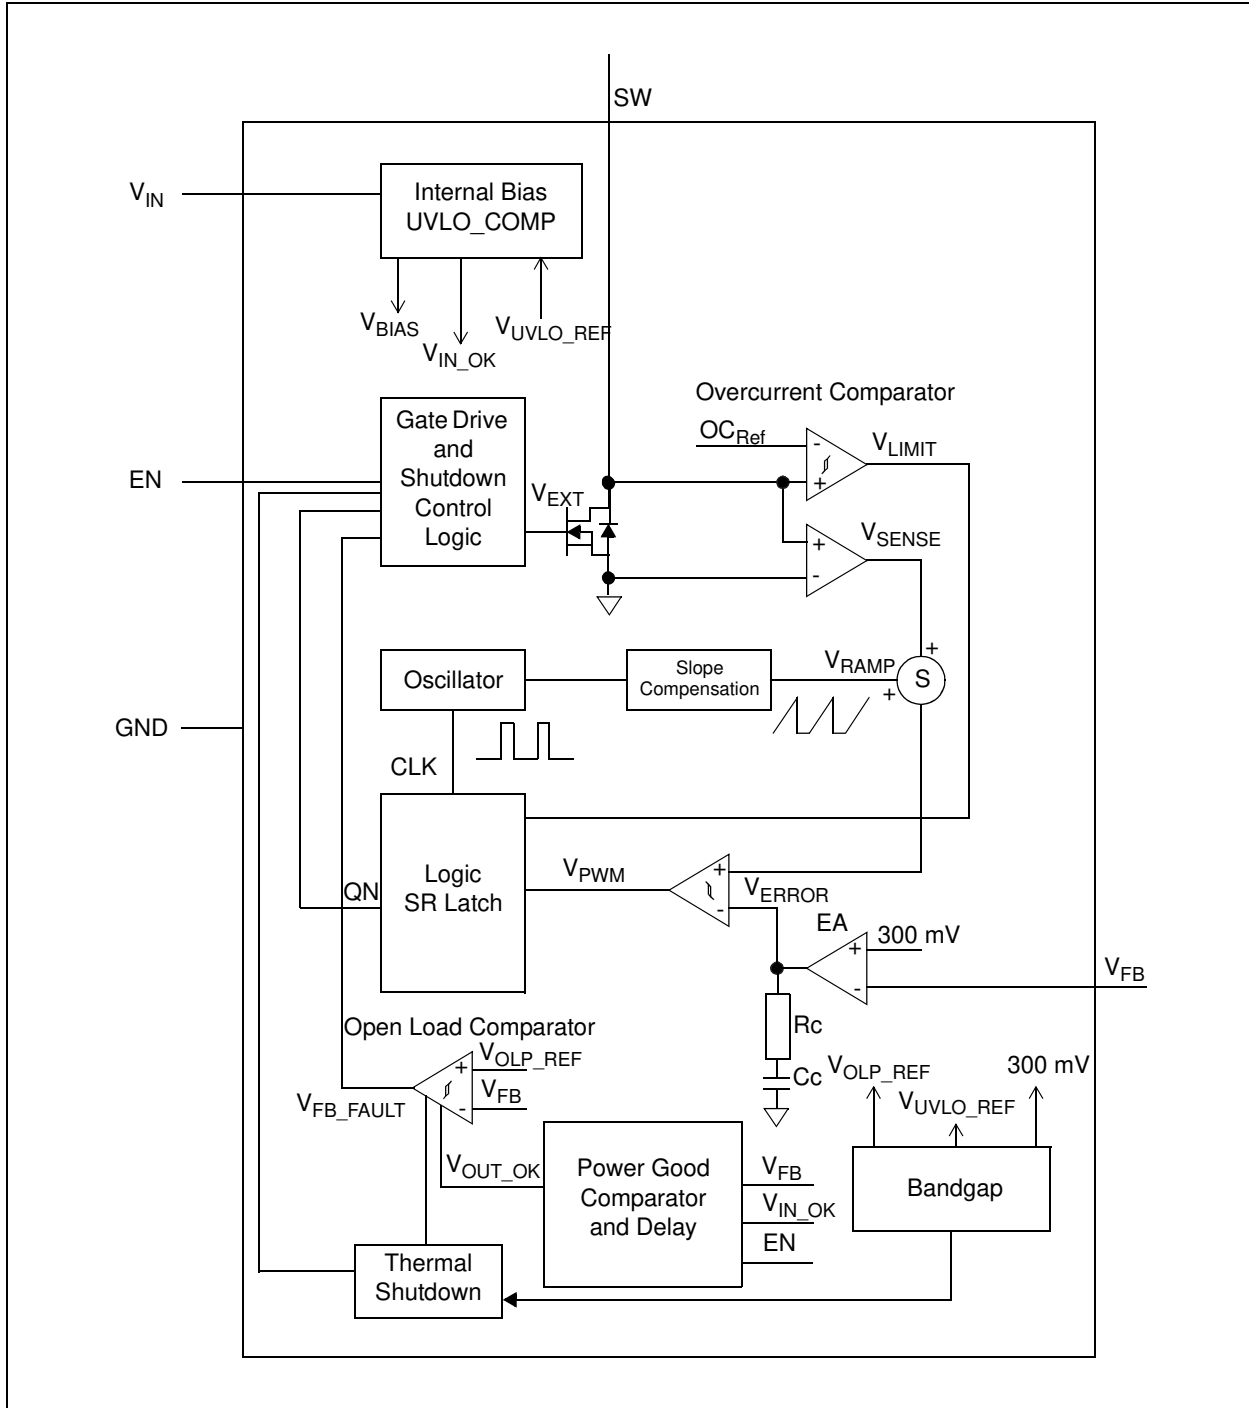 SW
V_IN
Internal Bias
UVLO_COMP
V_BIAS
V_IN_OK
V_UVLO_REF
Overcurrent Comparator
OC_Ref
-
+
V_LIMIT
EN
Gate Drive
and
Shutdown
Control
Logic
V_EXT
+
-
V_SENSE
Oscillator
Slope
Compensation
V_RAMP
+
+
S
GND
CLK
Logic
SR Latch
QN
V_PWM
+
-
V_ERROR
EA
+
-
300 mV
V_FB
Rc
Cc
Open Load Comparator
+
-
V_OLP_REF
V_FB
V_FB_FAULT
V_OUT_OK
Power Good
Comparator
and Delay
V_FB
V_IN_OK
EN
V_OLP_REF
V_UVLO_REF
300 mV
Bandgap
Thermal
Shutdown